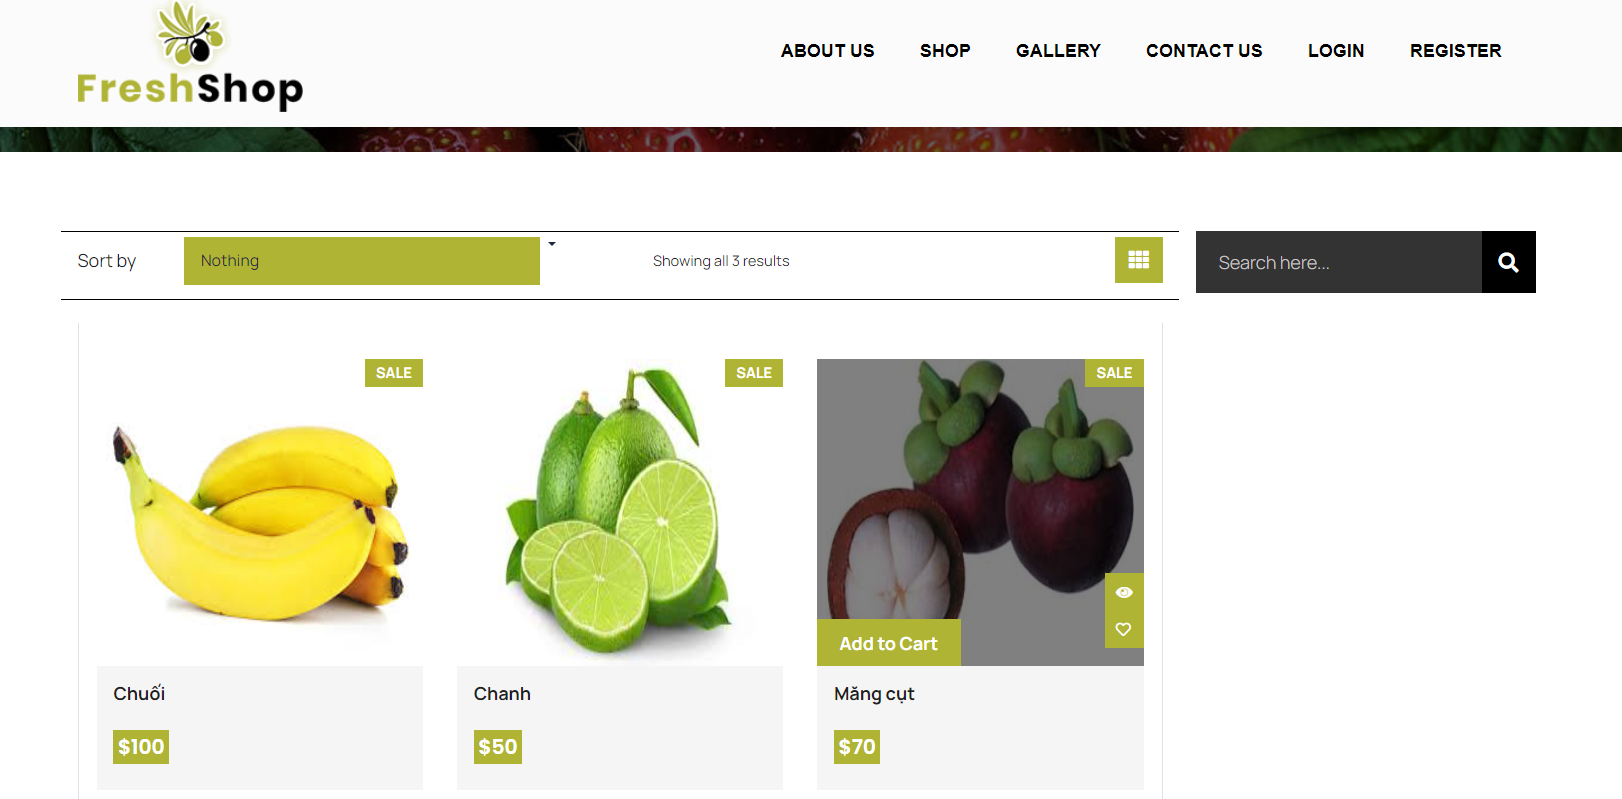 FreshShop
ABOUT US
SHOP
GALLERY
CONTACT US
LOGIN
REGISTER
Sort by
Nothing
Showing all 3 results
Search here...
SALE
SALE
SALE
Add to Cart
Chuối
Chanh
Măng cụt
$100
$50
$70